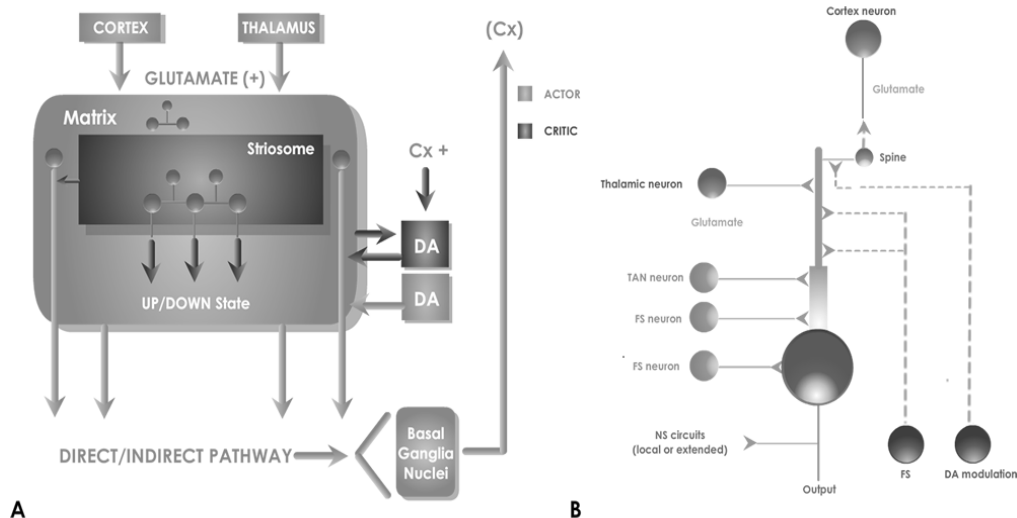 CORTEX
THALAMUS
GLUTAMATE (+)
Matrix
Striosome
UP/DOWN State
Cx +
DA
DA
(Cx)
ACTOR
CRITIC
DIRECT/INDIRECT PATHWAY
Basal
Ganglia
Nuclei
A
Cortex neuron
Glutamate
Spine
Thalamic neuron
Glutamate
TAN neuron
FS neuron
FS neuron
NS circuits
(local or extended)
Output
FS
DA modulation
B